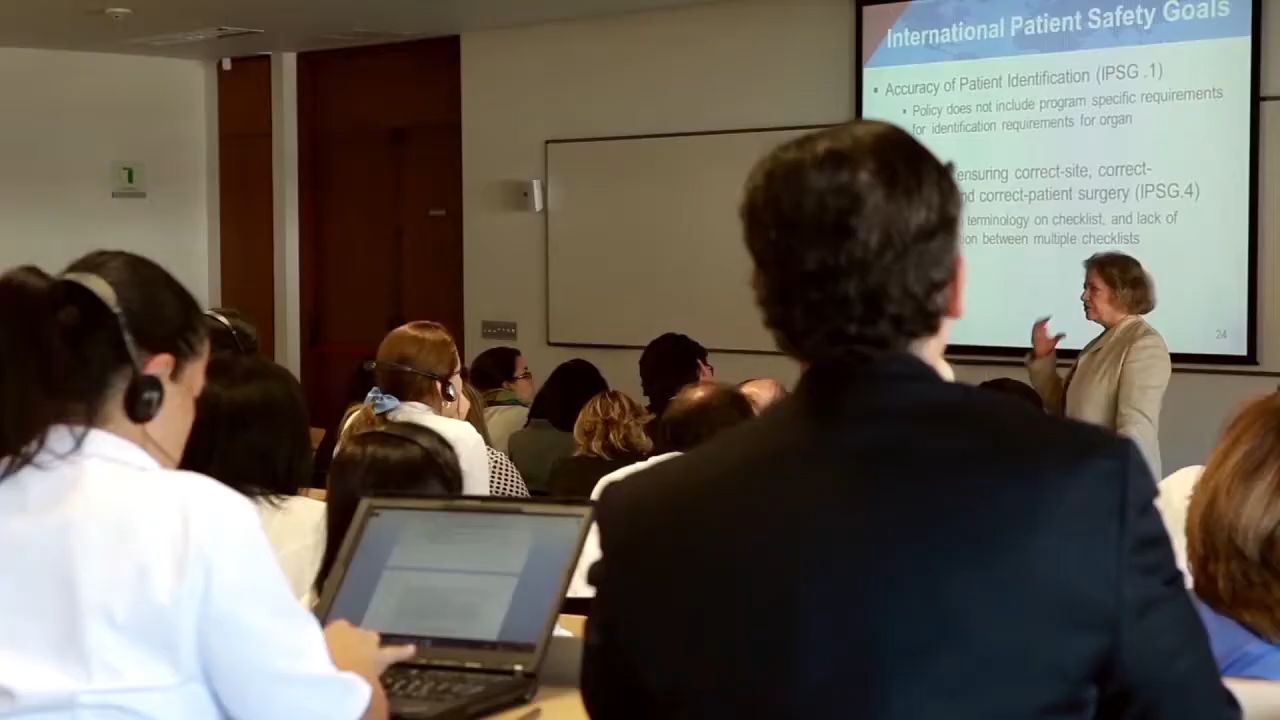 International Patient Safety Goals
▪ Accuracy of Patient Identification (IPSG .1)
▪ Policy does not include program specific requirements
for identification requirements for organ
ensuring correct-site, correct-
correct-patient surgery (IPSG.4)
terminology on checklist, and lack of
between multiple checklists
24